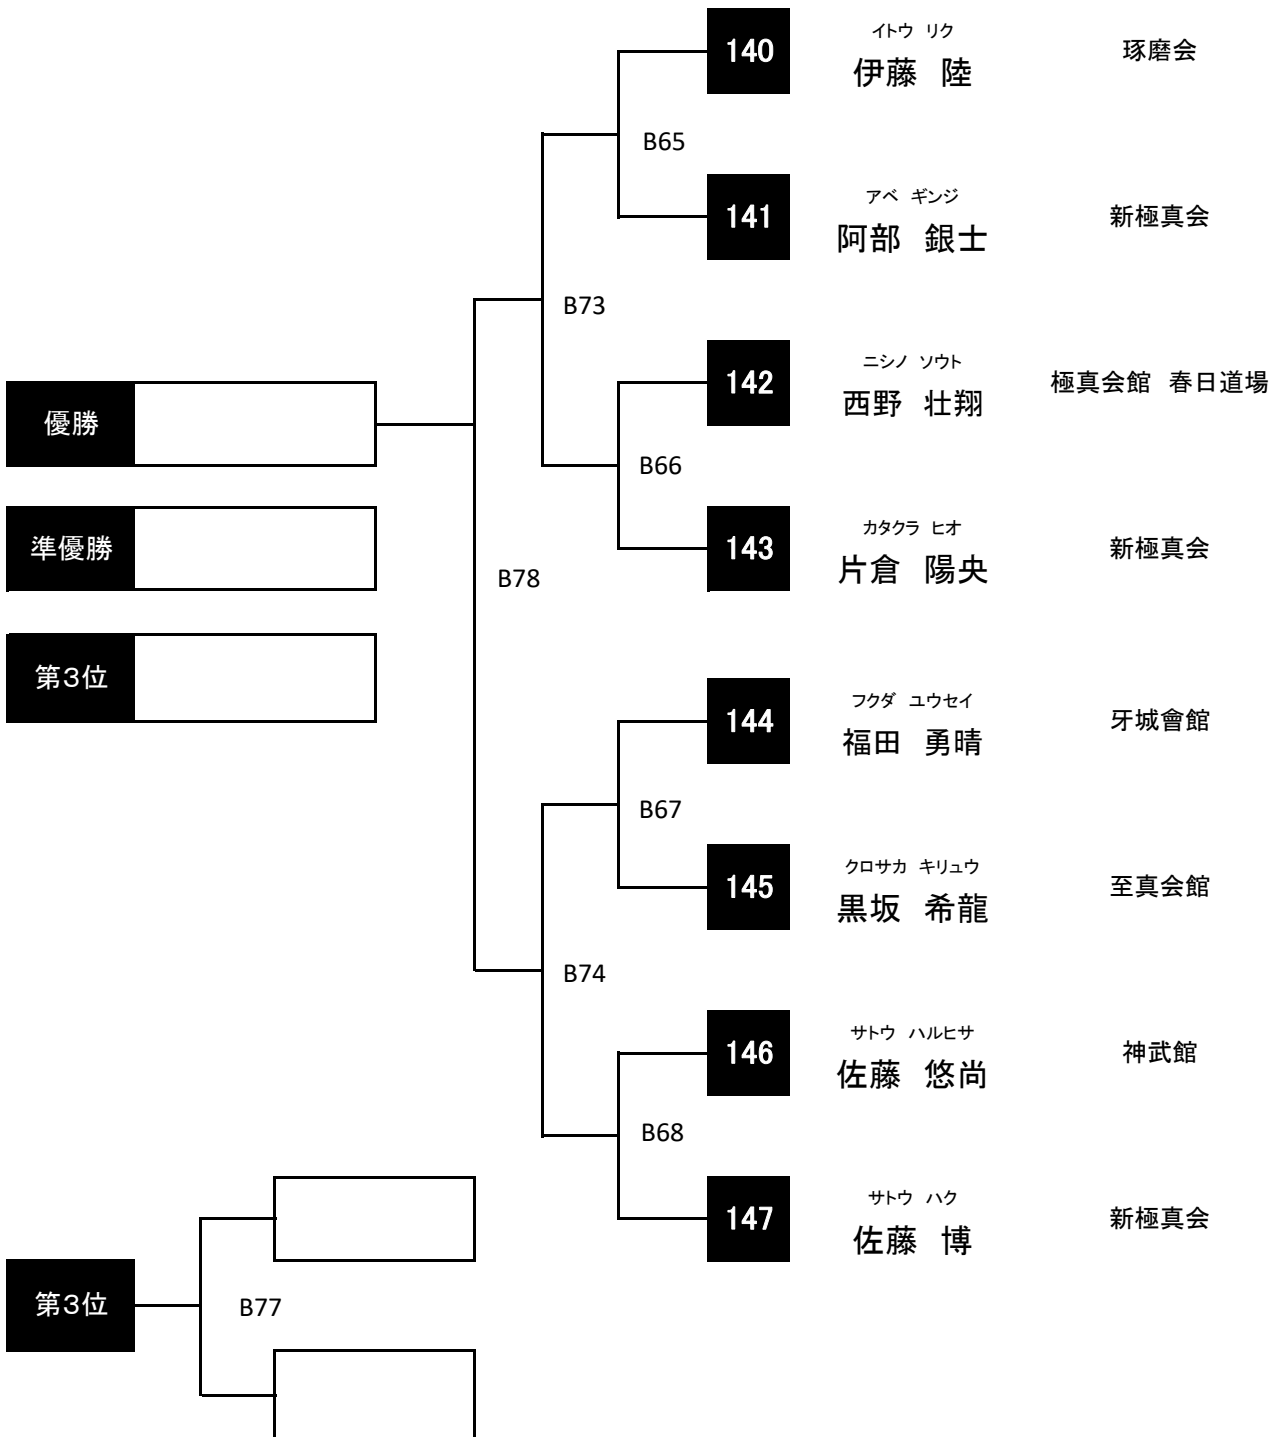 140
イトウ リク
伊藤 陸
琢磨会
B65
141
アベ ギンジ
阿部 銀士
新極真会
B73
142
ニシノ ソウト
西野 壮翔
極真会館 春日道場
優勝
B66
準優勝
143
カタクラ ヒオ
片倉 陽央
新極真会
B78
第3位
144
フクダ ユウセイ
福田 勇晴
牙城會館
B67
145
クロサカ キリュウ
黒坂 希龍
至真会館
B74
146
サトウ ハルヒサ
佐藤 悠尚
神武館
B68
147
サトウ ハク
佐藤 博
新極真会
第3位
B77